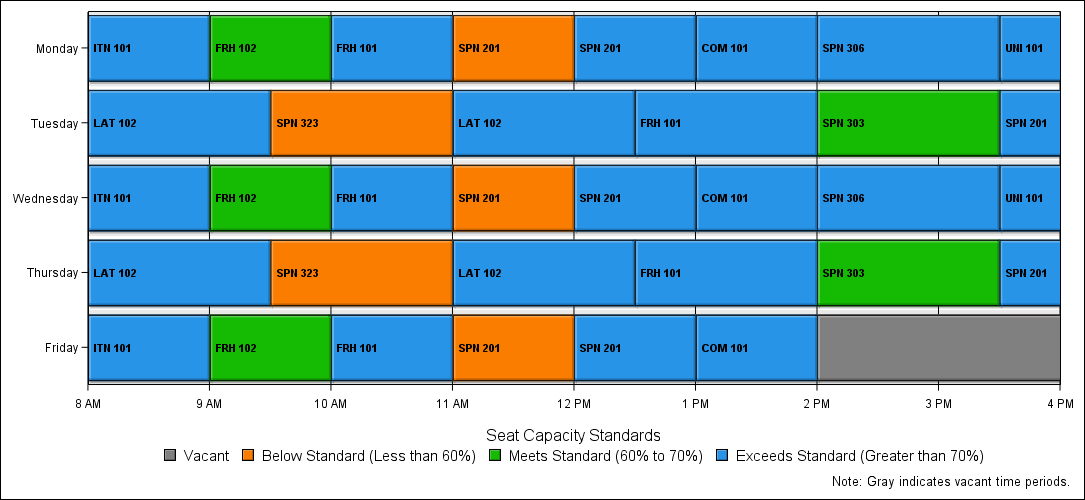 Monday ITN 101 FRH 102 FRH 101 SPN 201 SPN 201 COM 101 SPN 306 UNI 101
Tuesday LAT 102 SPN 323 LAT 102 FRH 101 SPN 303 SPN 201
Wednesday ITN 101 FRH 102 FRH 101 SPN 201 SPN 201 COM 101 SPN 306 UNI 101
Thursday LAT 102 SPN 323 LAT 102 FRH 101 SPN 303 SPN 201
Friday ITN 101 FRH 102 FRH 101 SPN 201 SPN 201 COM 101
8 AM 9 AM 10 AM 11 AM 12 PM 1 PM 2 PM 3 PM 4 PM
Seat Capacity Standards
Vacant Below Standard (Less than 60%) Meets Standard (60% to 70%) Exceeds Standard (Greater than 70%)
Note: Gray indicates vacant time periods.